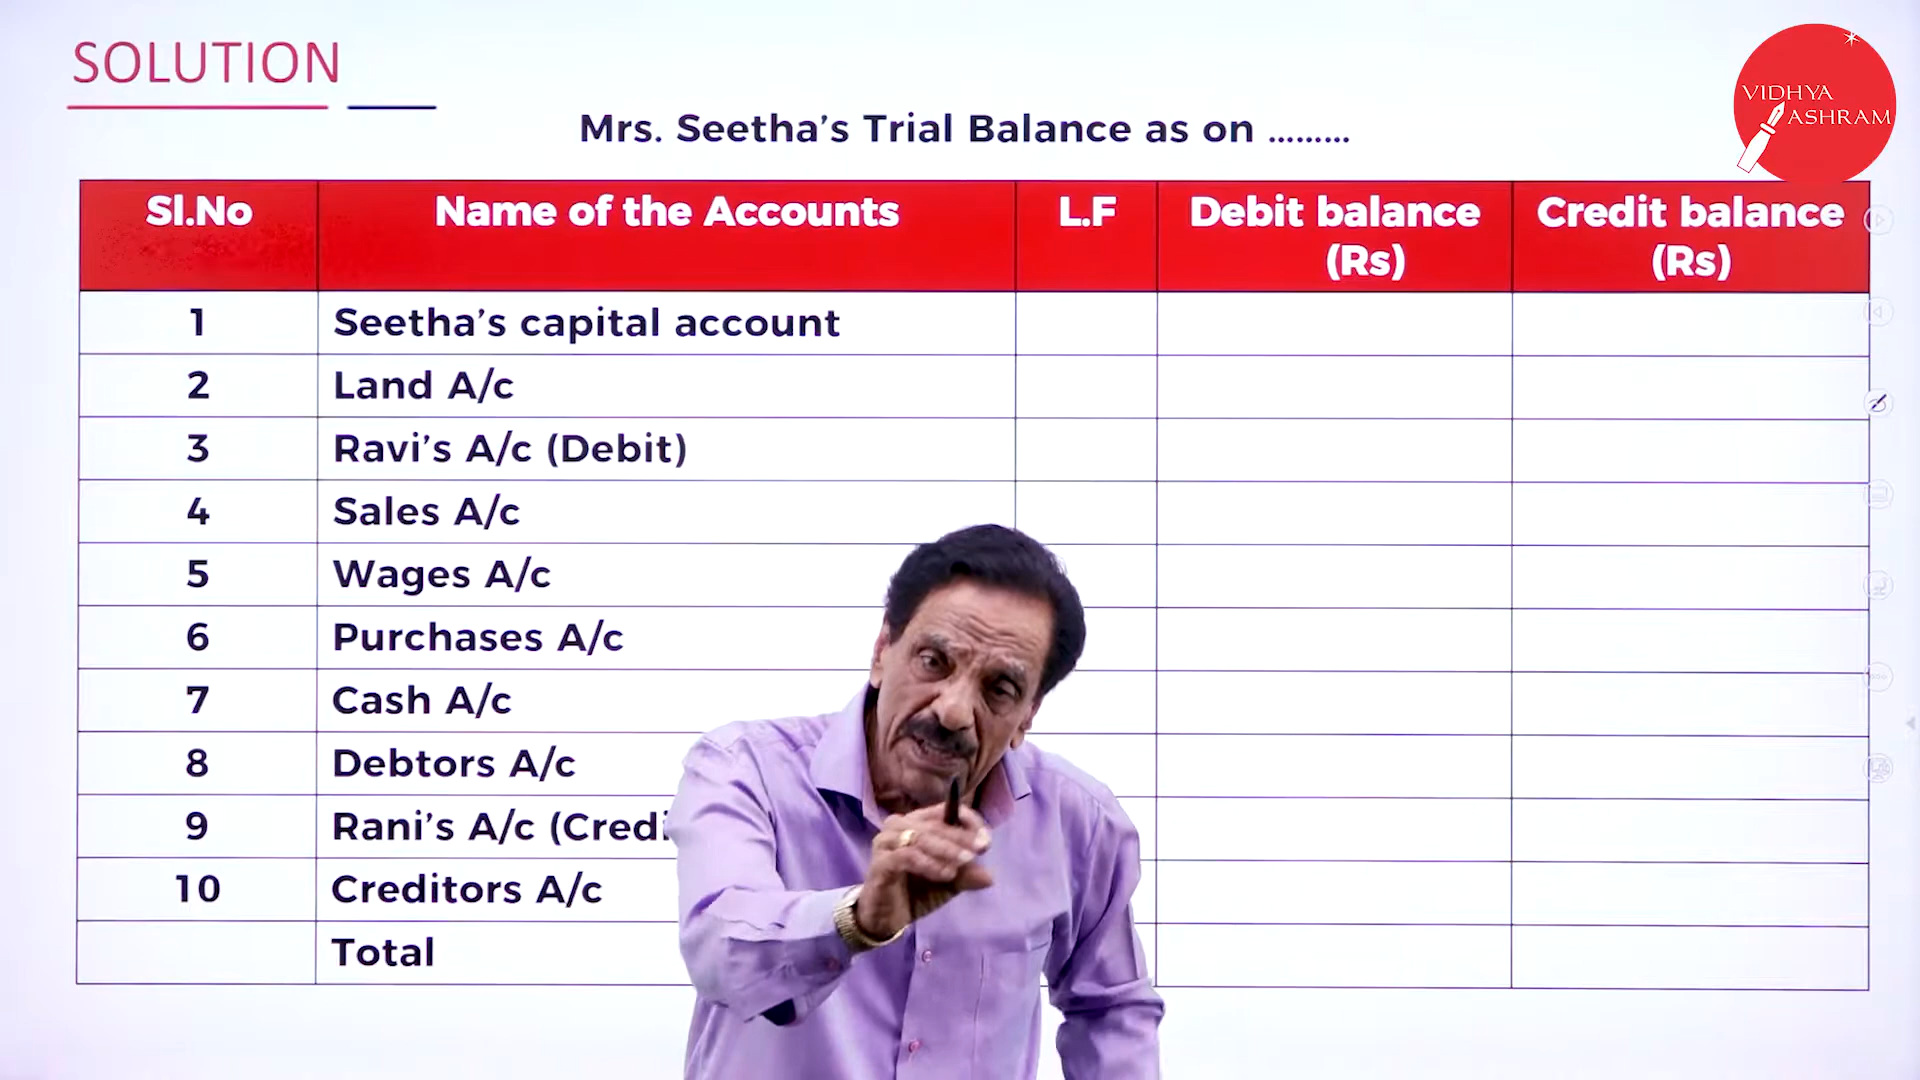 SOLUTION
VIDHYA
ASHRAM
Mrs. Seetha's Trial Balance as on .........
Sl.No Name of the Accounts L.F Debit balance (Rs) Credit balance (Rs)
1 Seetha's capital account
2 Land A/c
3 Ravi's A/c (Debit)
4 Sales A/c
5 Wages A/c
6 Purchases A/c
7 Cash A/c
8 Debtors A/c
9 Rani's A/c (Credi
10 Creditors A/c
Total